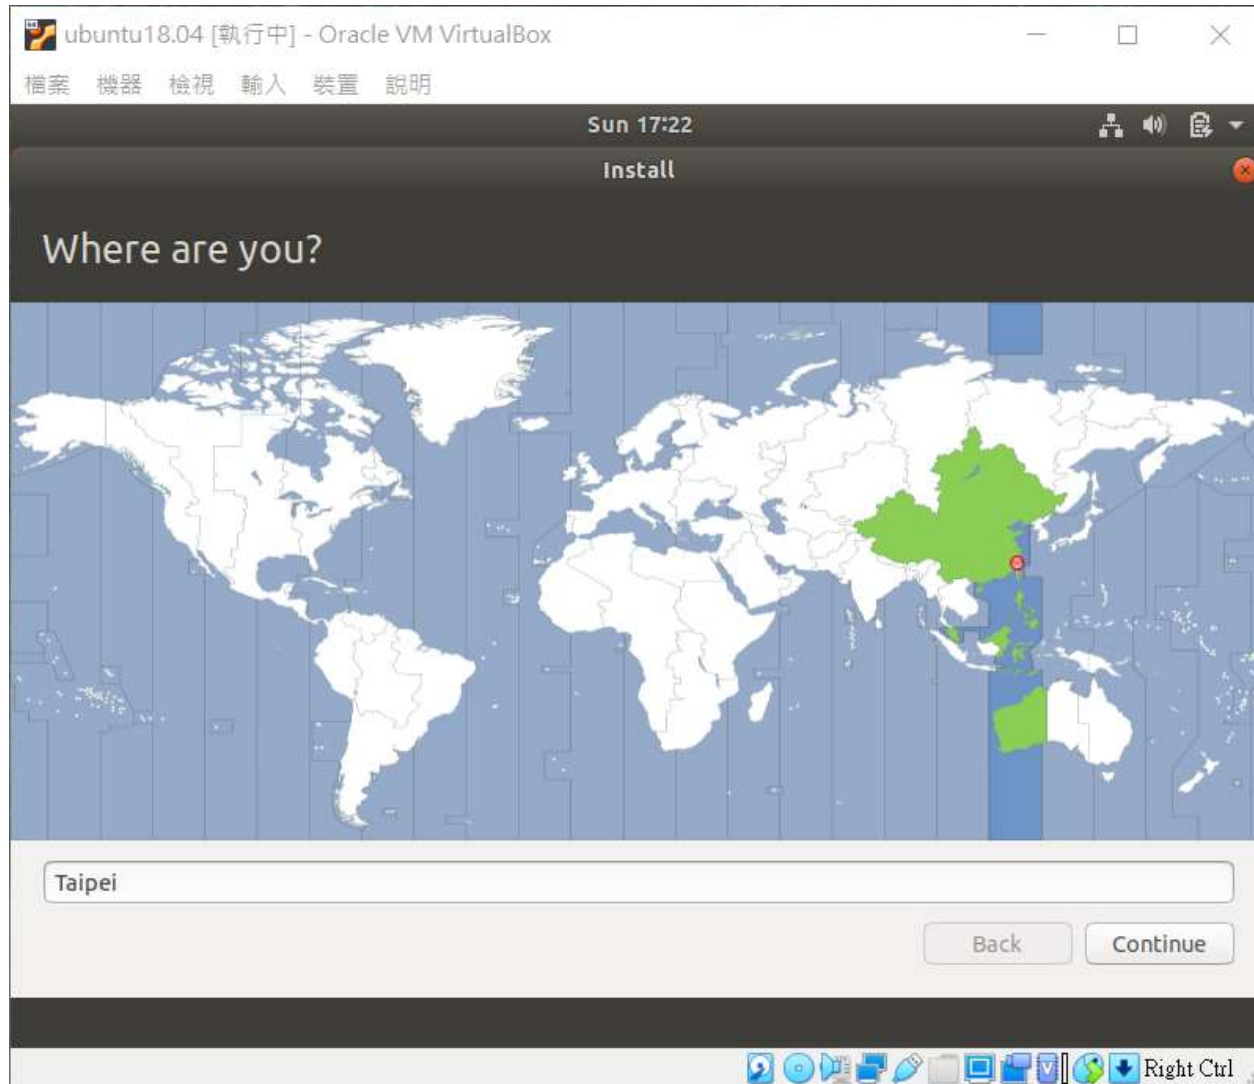 ubuntu18.04 [執行中] - Oracle VM VirtualBox
檔案 機器 檢視 輸入 裝置 說明
Sun 17:22
Install
Where are you?
Taipei
Back Continue
Right Ctrl